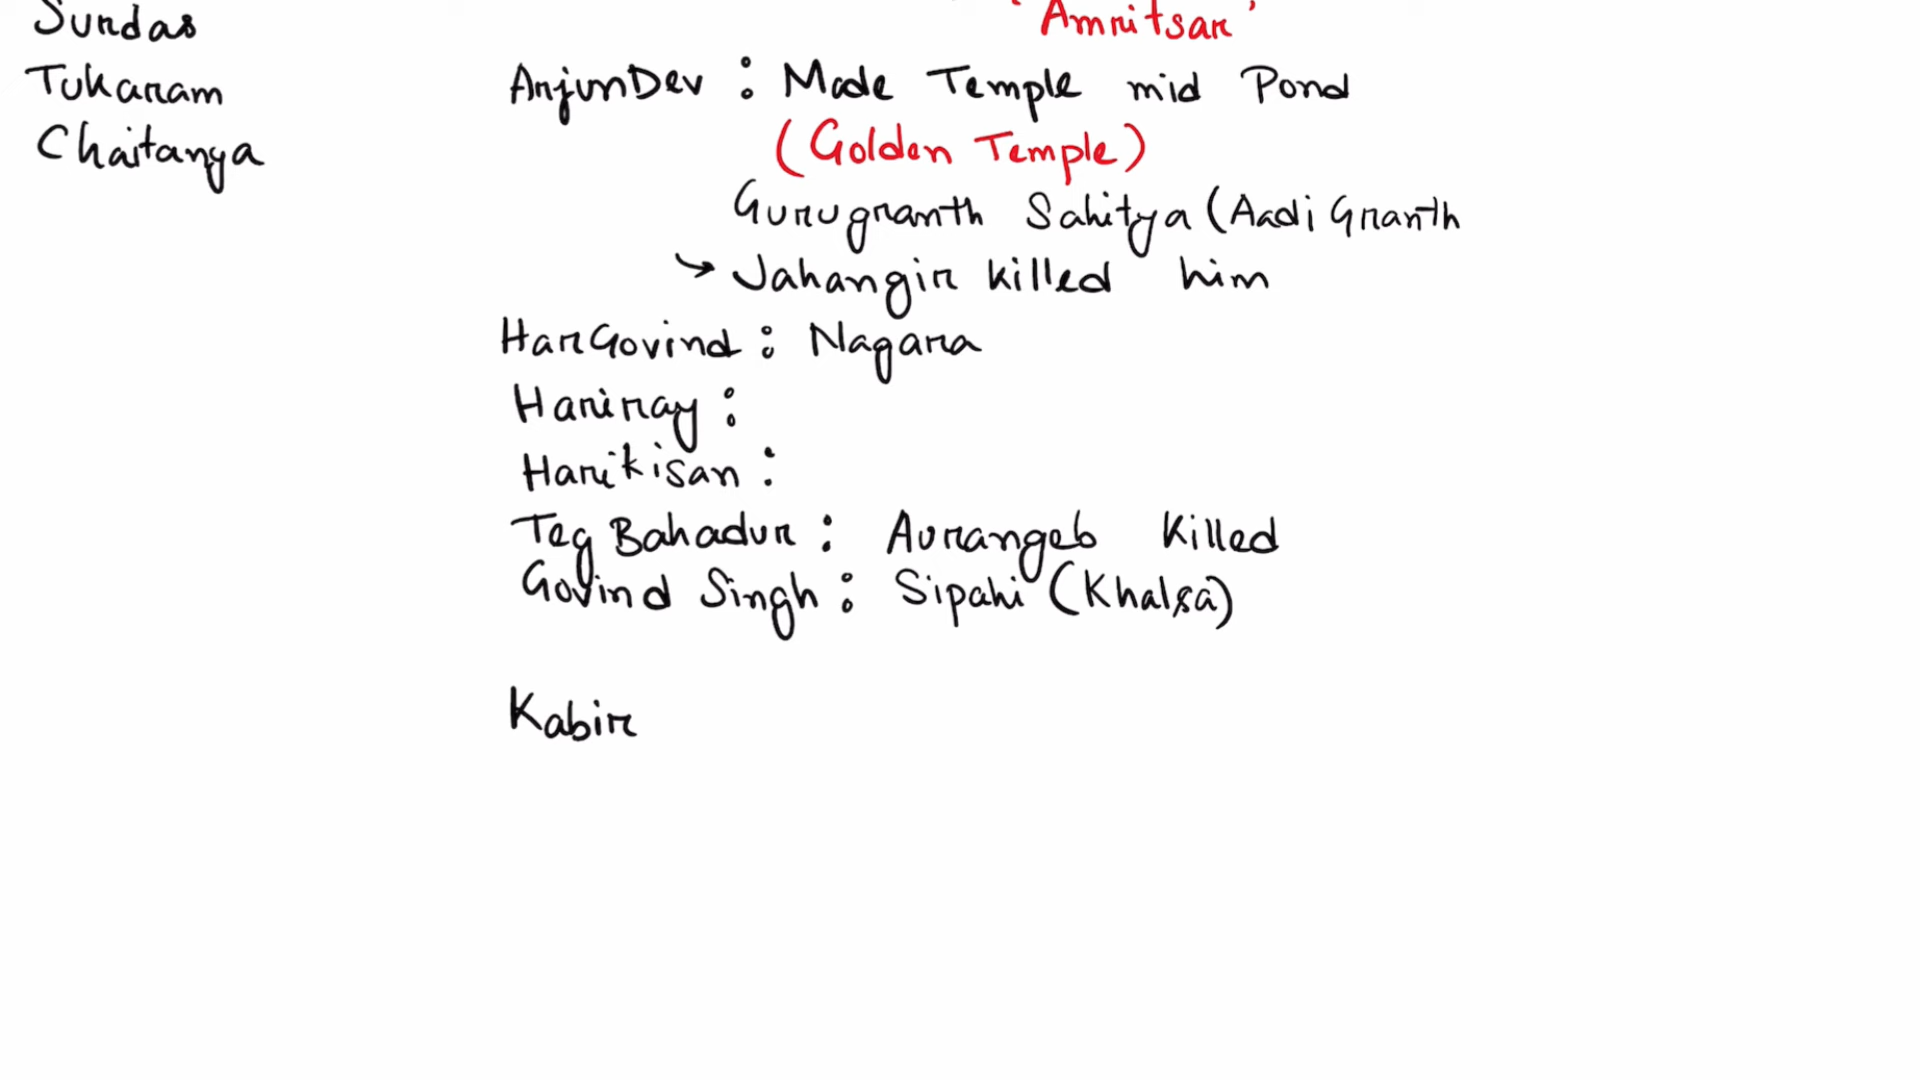 Surdas
Tukaram
Chaitanya
'Amritsar'
ArjunDev : Made Temple mid Pond
(Golden Temple)
Gurugranth Sahitya (Aadi Granth
↘ Jahangir killed him
HarGovind : Nagara
Hariray :
Harikisan :
Teg Bahadur : Aurangeb Killed
Govind Singh : Sipahi (Khalsa)
Kabir